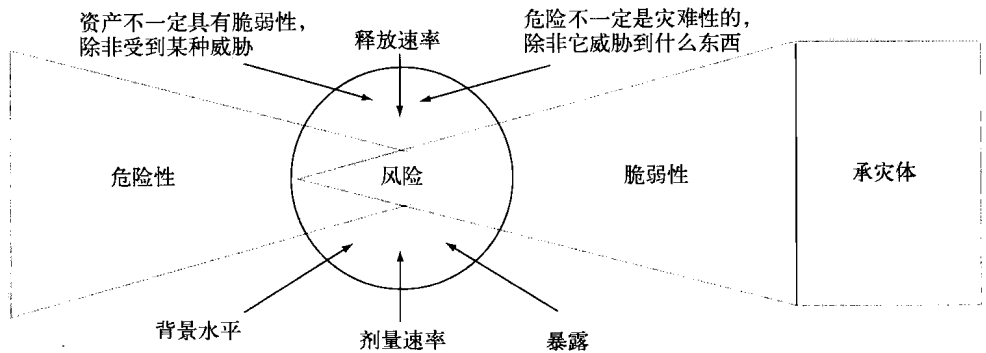 资产不一定具有脆弱性，
除非受到某种威胁
释放速率
危险不一定是灾难性的，
除非它威胁到什么东西
危险性
风险
脆弱性
承灾体
背景水平
剂量速率
暴露